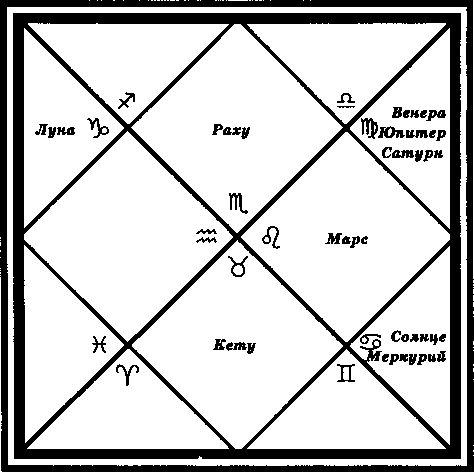 ♐
♎
Луна ♑
Раху
♍ Венера
Юпитер
Сатурн
♏
♒
♌
Марс
♉
♓
♈
Кету
♊
♋ Солнце
Меркурий